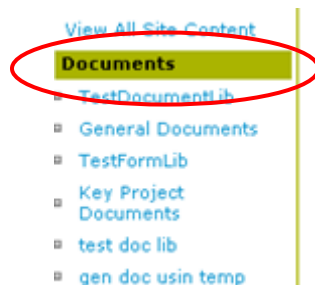 View All Site Content
Documents
TestDocumentLib
General Documents
TestFormLib
Key Project
Documents
test doc lib
gen doc usin temp